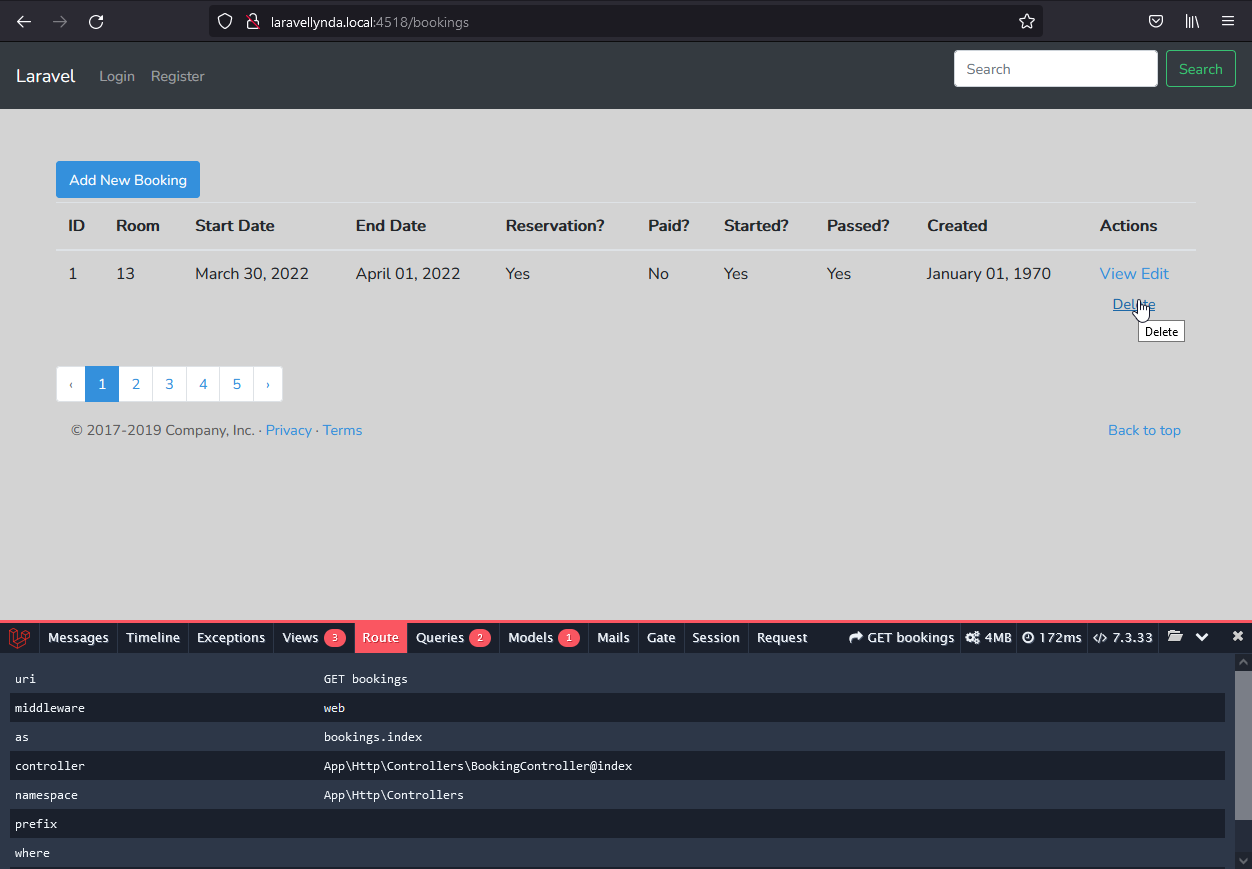 laravellynda.local:4518/bookings
Laravel Login Register Search Search
Add New Booking
ID Room Start Date End Date Reservation? Paid? Started? Passed? Created Actions
1 13 March 30, 2022 April 01, 2022 Yes No Yes Yes January 01, 1970 View Edit
Delete
Delete
‹ 1 2 3 4 5 ›
© 2017-2019 Company, Inc. · Privacy · Terms Back to top
Messages Timeline Exceptions Views 3 Route Queries 2 Models 1 Mails Gate Session Request GET bookings 4MB 172ms </> 7.3.33
uri GET bookings
middleware web
as bookings.index
controller App\Http\Controllers\BookingController@index
namespace App\Http\Controllers
prefix
where